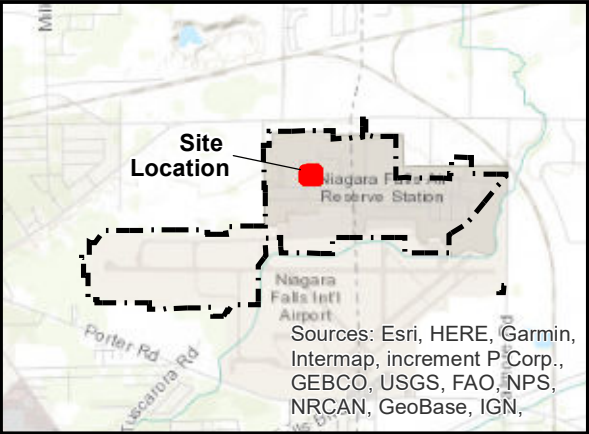 Site
Location
Niagara Falls Air
Reserve Station
Niagara
Falls Int'l
Airport
Porter Rd
Tuscarora Rd
Sources: Esri, HERE, Garmin,
Intermap, increment P Corp.,
GEBCO, USGS, FAO, NPS,
NRCAN, GeoBase, IGN,